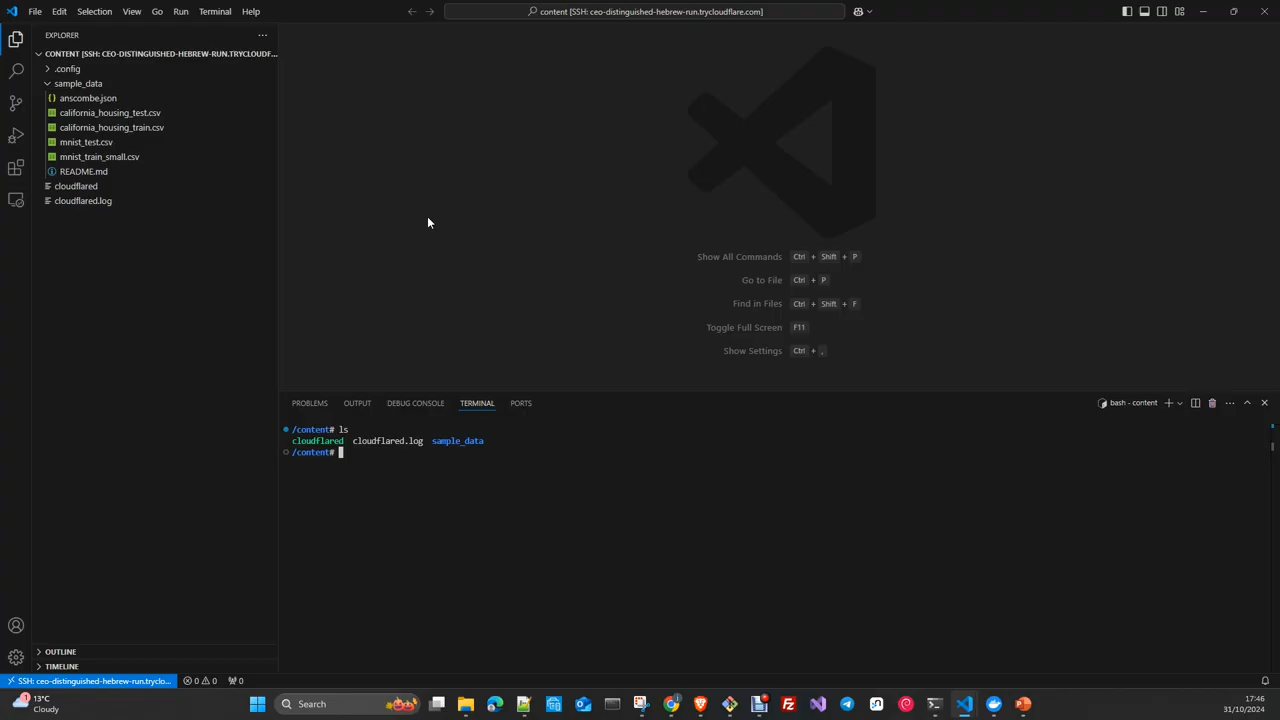 File Edit Selection View Go Run Terminal Help
content [SSH: ceo-distinguished-hebrew-run.trycloudflare.com]
EXPLORER
CONTENT [SSH: CEO-DISTINGUISHED-HEBREW-RUN.TRYCLOUDF...
.config
sample_data
anscombe.json
california_housing_test.csv
california_housing_train.csv
mnist_test.csv
mnist_train_small.csv
README.md
cloudflared
cloudflared.log
Show All Commands Ctrl + Shift + P
Go to File Ctrl + P
Find in Files Ctrl + Shift + F
Toggle Full Screen F11
Show Settings Ctrl + ,
PROBLEMS OUTPUT DEBUG CONSOLE TERMINAL PORTS
bash - content
/content# ls
cloudflared cloudflared.log sample_data
/content#
OUTLINE
TIMELINE
SSH: ceo-distinguished-hebrew-run.tryclo... 0 0 0
1 13°C
Cloudy
Search
17:46
31/10/2024